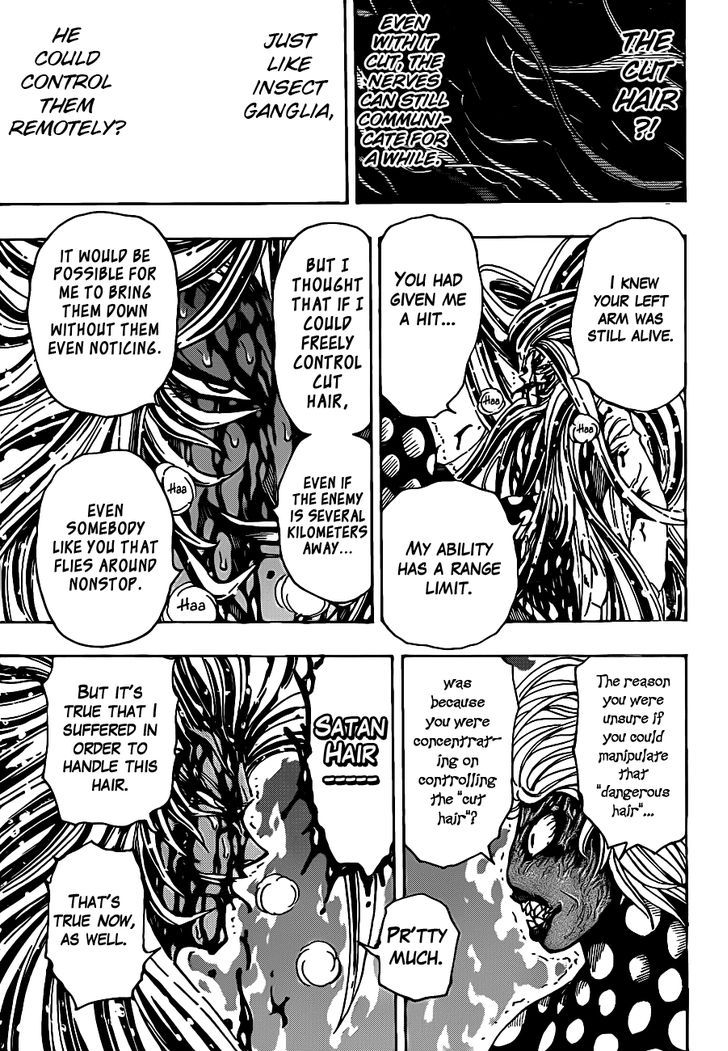 THE
CUT
HAIR
?!
EVEN
WITH IT
CUT, THE
NERVES
CAN STILL
COMMUNI-
CATE FOR
A WHILE.
JUST
LIKE
INSECT
GANGLIA,
HE
COULD
CONTROL
THEM
REMOTELY?
I KNEW
YOUR LEFT
ARM WAS
STILL ALIVE.
YOU HAD
GIVEN ME
A HIT...
Haa
Haa
MY ABILITY
HAS A RANGE
LIMIT.
BUT I
THOUGHT
THAT IF I
COULD
FREELY
CONTROL
CUT
HAIR,
EVEN IF
THE ENEMY
IS SEVERAL
KILOMETERS
AWAY...
IT WOULD BE
POSSIBLE FOR
ME TO BRING
THEM DOWN
WITHOUT THEM
EVEN NOTICING.
Haa
EVEN
SOMEBODY
LIKE YOU THAT
FLIES AROUND
NONSTOP.
Haa
The reason
you were
unsure if
you could
manipulate
that
"dangerous
hair"...
was
because
you were
concentrat-
ing on
controlling
the "cut
hair"?
SATAN
HAIR
-----
PR'TTY
MUCH.
BUT IT'S
TRUE THAT I
SUFFERED IN
ORDER TO
HANDLE THIS
HAIR.
THAT'S
TRUE NOW,
AS WELL.